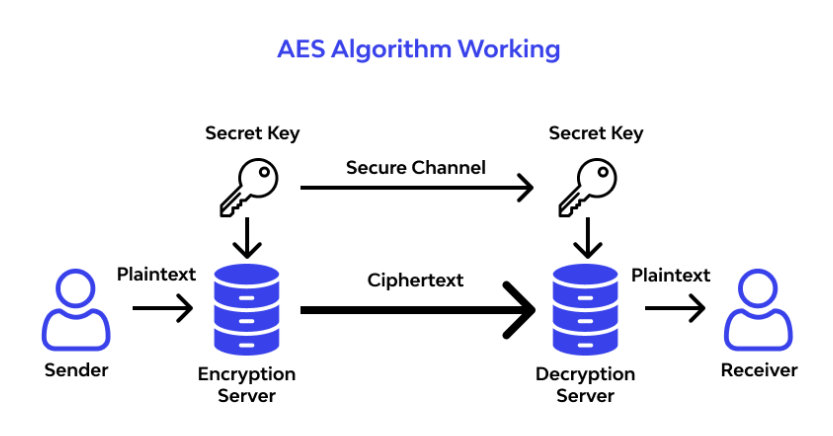 AES Algorithm Working
Secret Key
Secret Key
Secure Channel
Plaintext
Ciphertext
Plaintext
Sender
Encryption
Server
Decryption
Server
Receiver